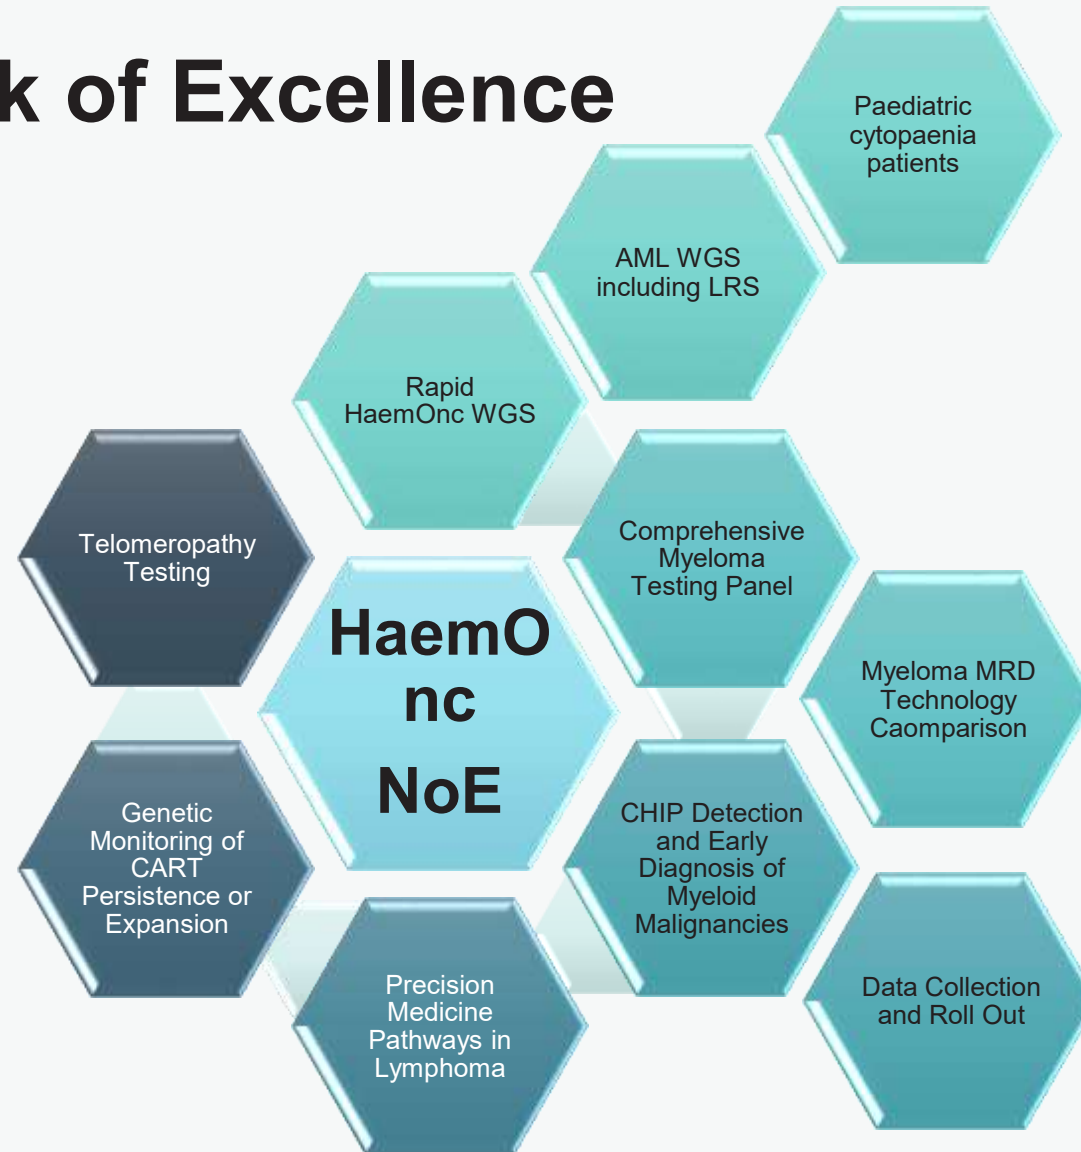 k of Excellence
Paediatric
cytopaenia
patients
AML WGS
including LRS
Rapid
HaemOnc WGS
Telomeropathy
Testing
Comprehensive
Myeloma
Testing Panel
HaemO
nc
NoE
Myeloma MRD
Technology
Caomparison
Genetic
Monitoring of
CART
Persistence or
Expansion
CHIP Detection
and Early
Diagnosis of
Myeloid
Malignancies
Precision
Medicine
Pathways in
Lymphoma
Data Collection
and Roll Out